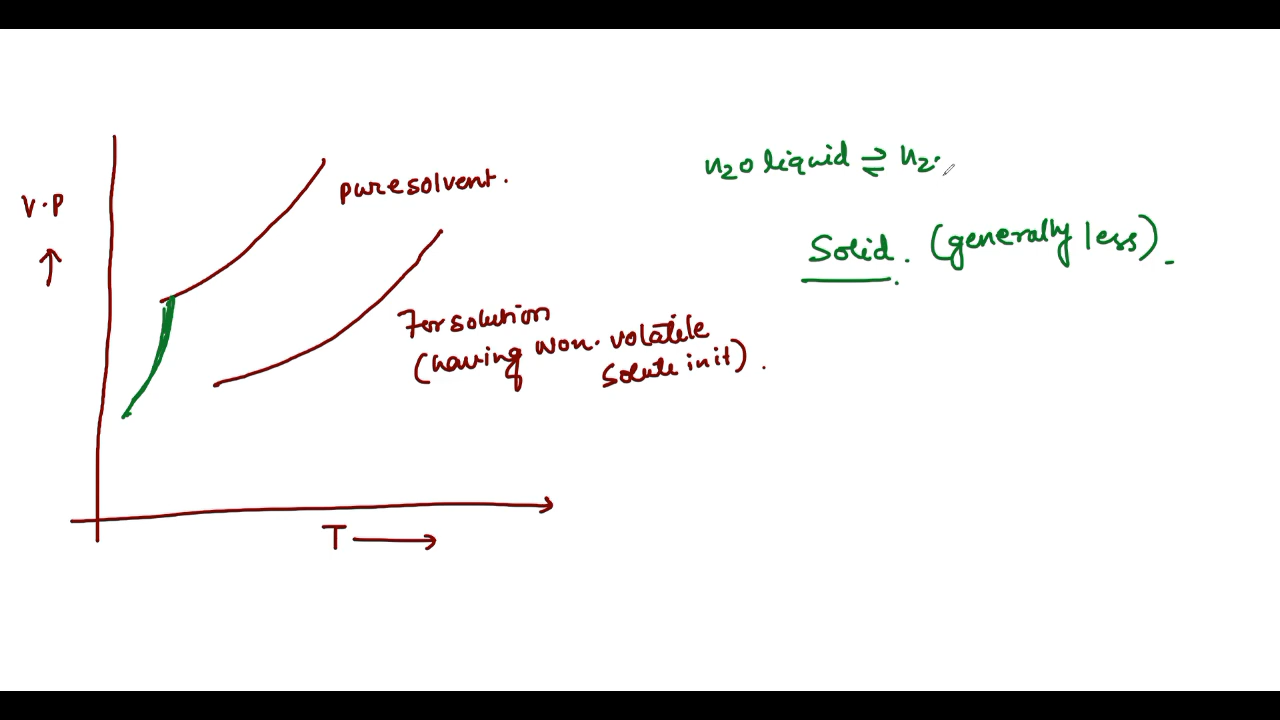 V.P
pure solvent.
For solution
(having non-volatile
solute in it).
T
H2O liquid ⇌ H2.
Solid. (generally less).